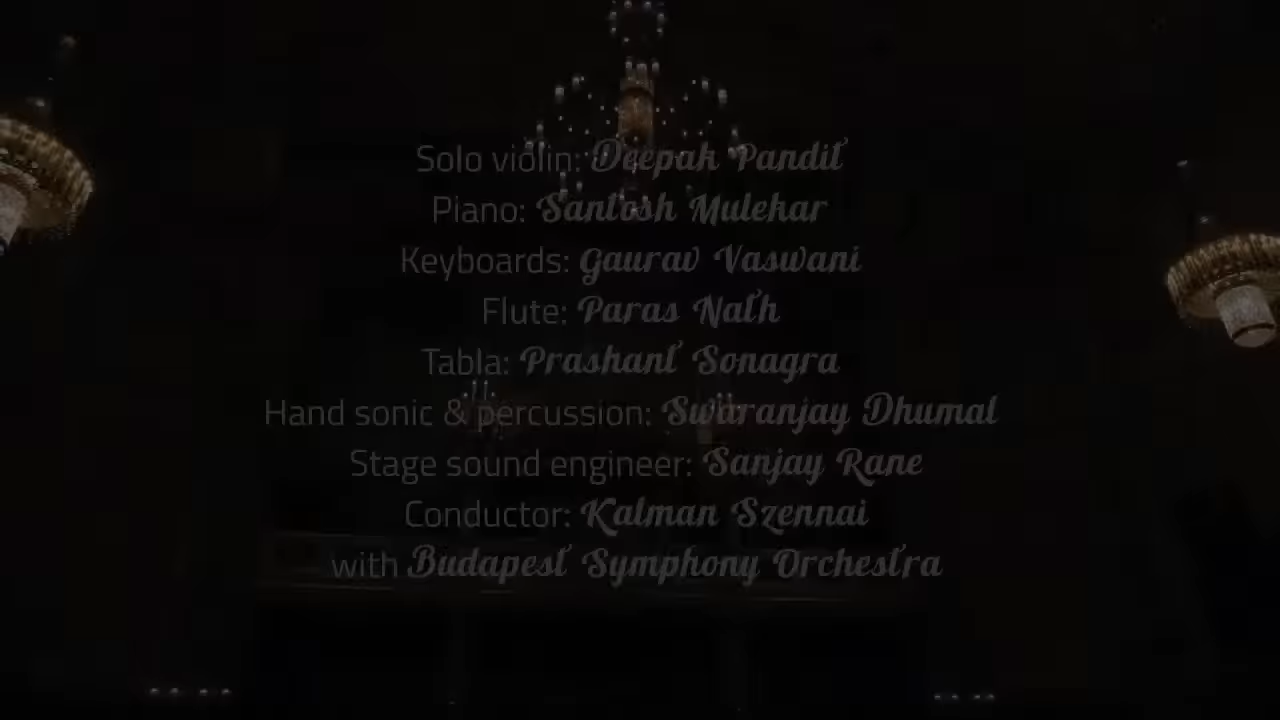 Solo violin: Deepak Pandit
Piano: Santosh Mulekar
Keyboards: Gaurav Vaswani
Flute: Paras Nath
Tabla: Prashant Sonagra
Hand sonic & percussion: Swaranjay Dhumal
Stage sound engineer: Sanjay Rane
Conductor: Kalman Szennai
with Budapest Symphony Orchestra